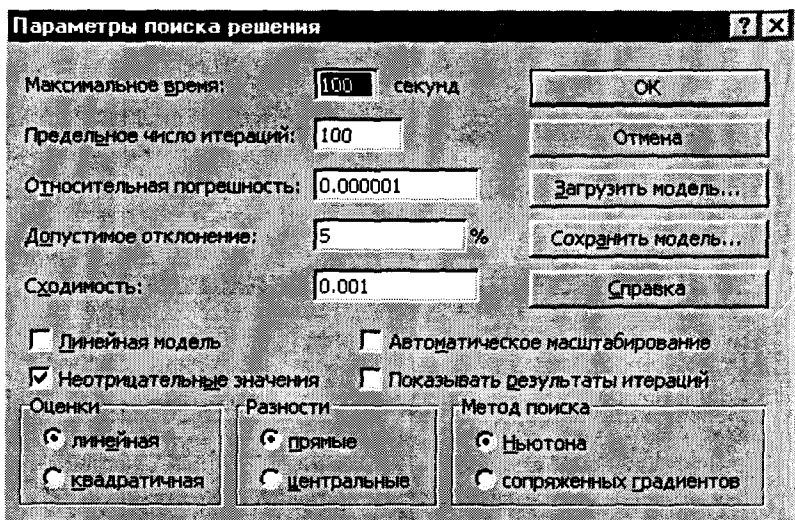 Параметры поиска решения
Максимальное время: 100 секунд
OK
Предельное число итераций: 100
Отмена
Относительная погрешность: 0.000001
Загрузить модель...
Допустимое отклонение: 5 %
Сохранить модель...
Сходимость: 0.001
Справка
Линейная модель
Автоматическое масштабирование
Неотрицательные значения
Показывать результаты итераций
Оценки
Разности
Метод поиска
линейная
прямые
Ньютона
квадратичная
центральные
сопряженных градиентов